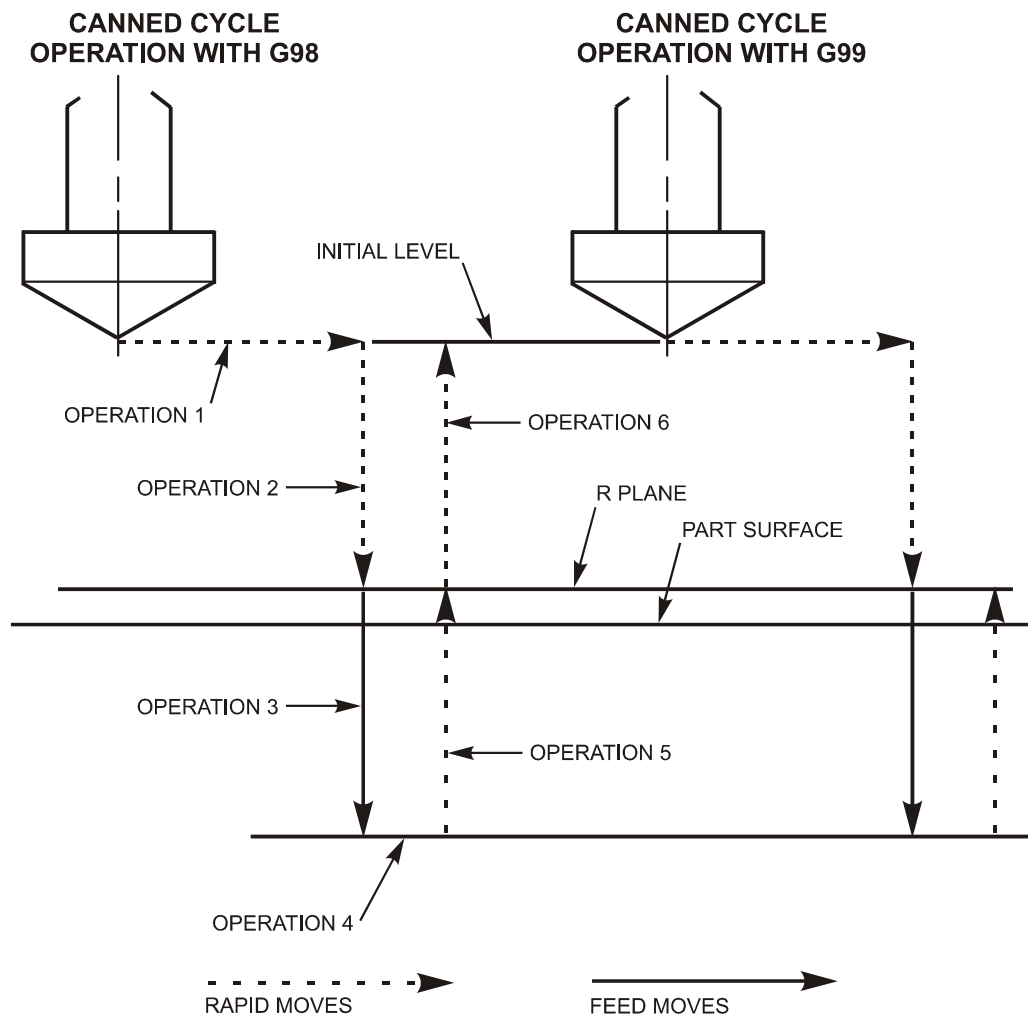 CANNED CYCLE
OPERATION WITH G98
CANNED CYCLE
OPERATION WITH G99
INITIAL LEVEL
OPERATION 1
OPERATION 6
OPERATION 2
R PLANE
PART SURFACE
OPERATION 3
OPERATION 5
OPERATION 4
RAPID MOVES
FEED MOVES